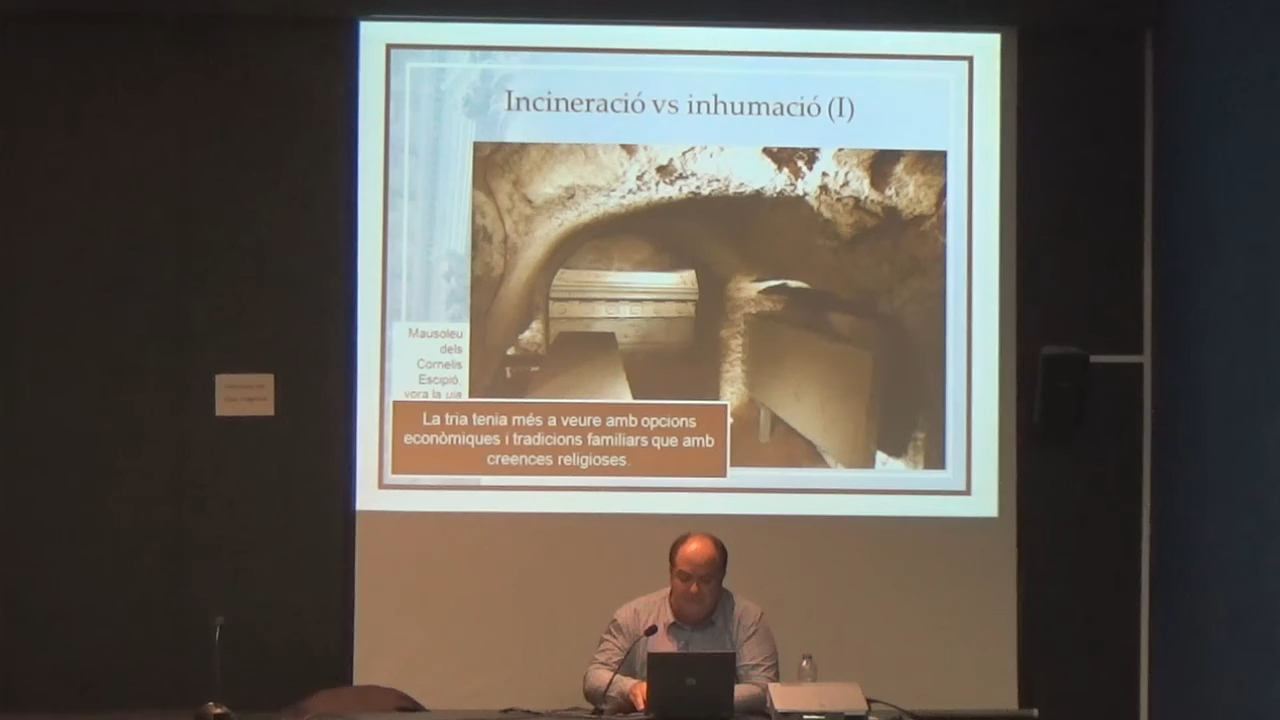 Incineració vs inhumació (I)
Mausoleu
dels
Cornelis
Escipió,
vora la via
La tria tenia més a veure amb opcions
econòmiques i tradicions familiars que amb
creences religioses.